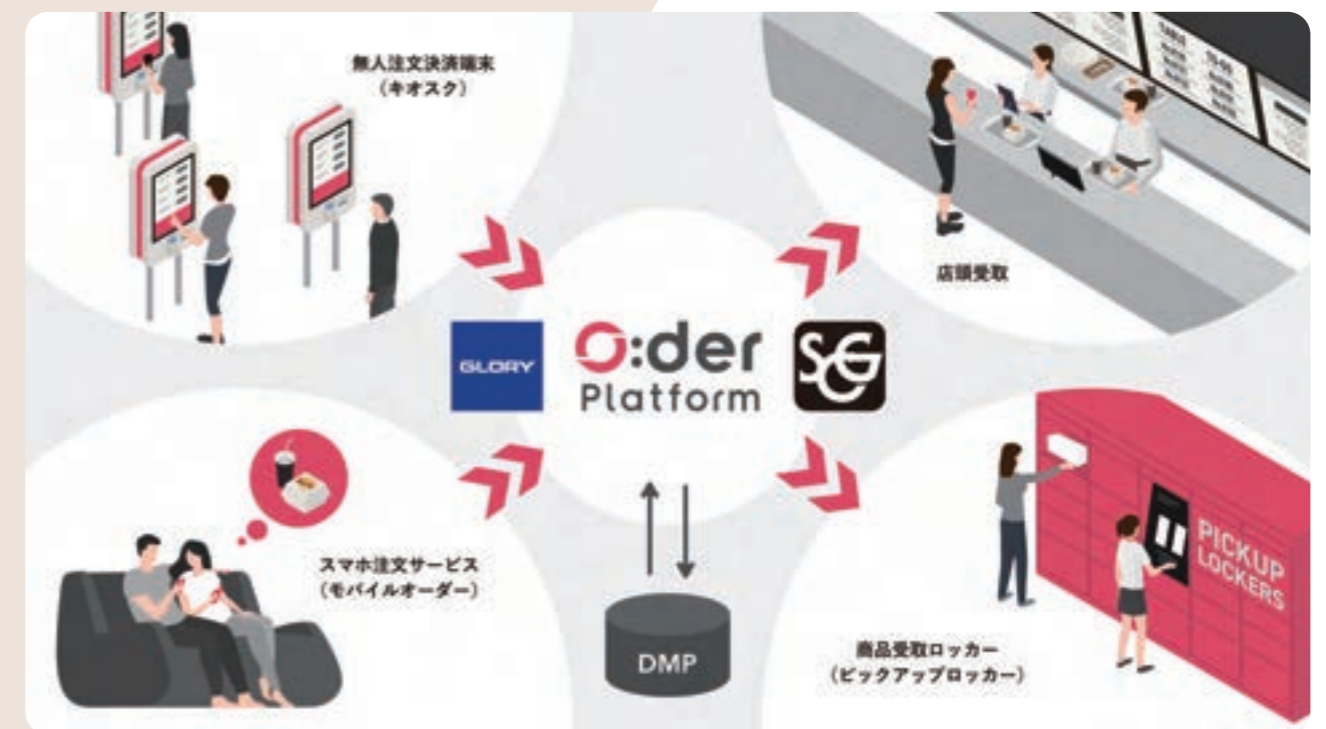 無人注文決済端末
(キオスク)
店頭受取
GLORY
O:der
Platform
SCG
スマホ注文サービス
(モバイルオーダー)
DMP
PICKUP
LOCKERS
商品受取ロッカー
(ピックアップロッカー)